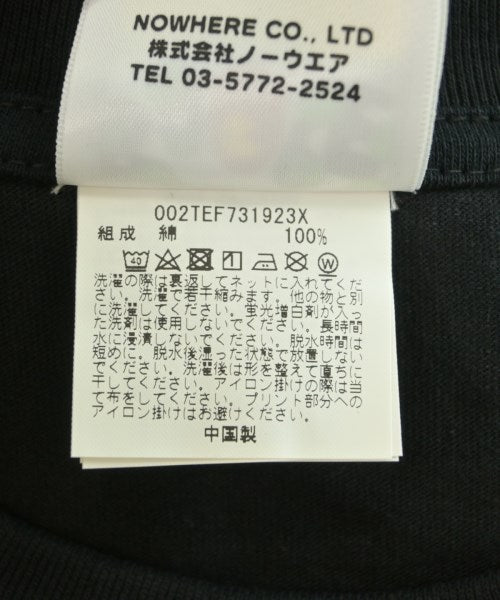 NOWHERE CO., LTD
株式会社ノーウエア
TEL 03-5772-2524
002TEF731923X
組成 綿 100%
40 W
洗濯の際は裏返してネットに入れてくだ
さい。洗濯で若干縮みます。他の物と別
に洗濯してください。蛍光増白剤が入っ
た洗剤は使用しないでください。長時間
水に浸漬しないでください。脱水時間は
短めに。脱水後湿った状態で放置しない
でください。洗濯後は形を整えて直ちに
干してください。アイロン掛けの際は当
て布をしてください。プリント部分への
アイロン掛けはお避けください。
中国製